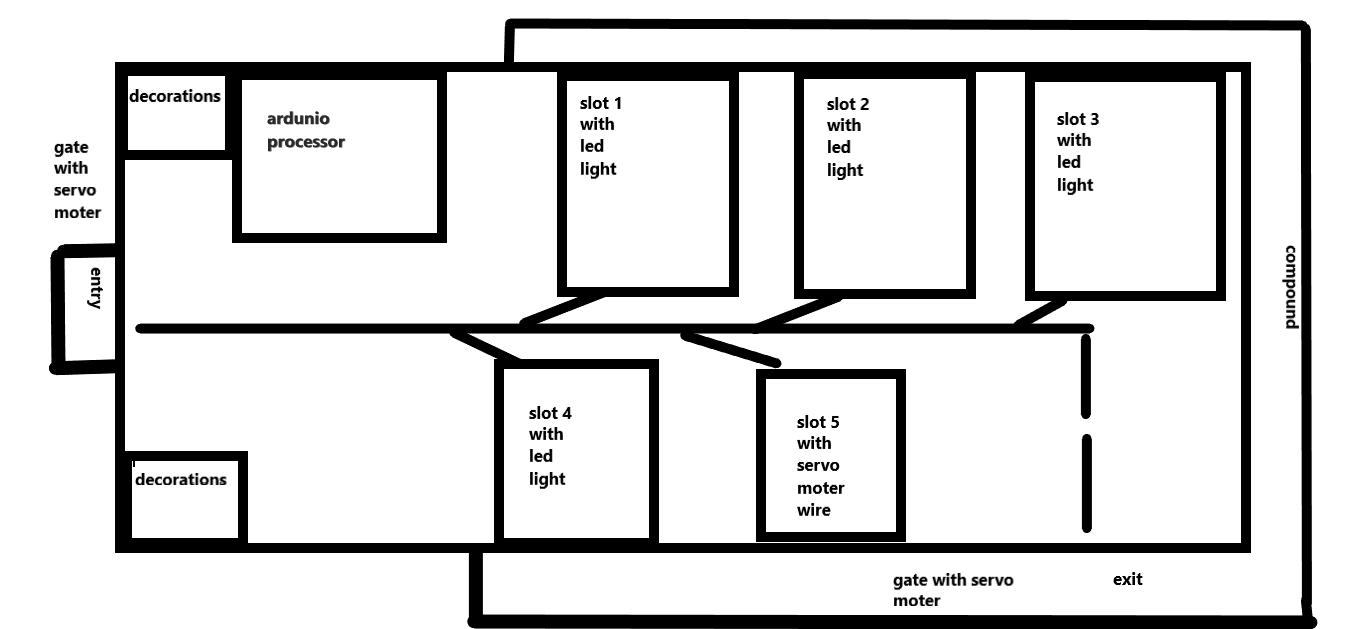 decorations
ardunio
processor
slot 1
with
led
light
slot 2
with
led
light
slot 3
with
led
light
gate
with
servo
moter
entry
compound
slot 4
with
led
light
slot 5
with
servo
moter
wire
decorations
gate with servo
moter
exit